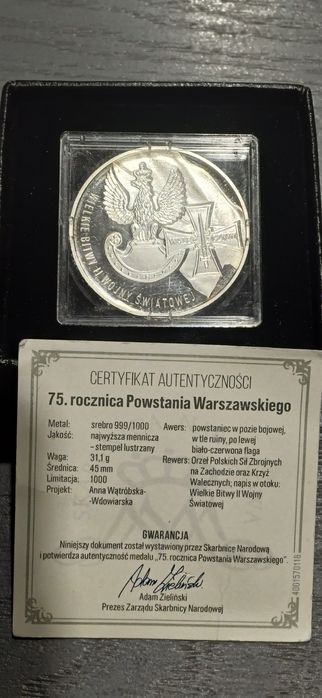 WIELKIE BITWY II WOJNY ŚWIATOWEJ
CERTYFIKAT AUTENTYCZNOŚCI
75. rocznica Powstania Warszawskiego
Metal: srebro 999/1000
Jakość: najwyższa mennicza
– stempel lustrzany
Waga: 31,1 g
Średnica: 45 mm
Limitacja: 1000
Projekt: Anna Wątróbska-
-Wdowiarska
Awers: powstaniec w pozie bojowej,
w tle ruiny, po lewej
biało-czerwona flaga
Rewers: Orzeł Polskich Sił Zbrojnych
na Zachodzie oraz Krzyż
Walecznych; napis w otoku:
Wielkie Bitwy II Wojny
Światowej
GWARANCJA
Niniejszy dokument został wystawiony przez Skarbnicę Narodową
i potwierdza autentyczność medalu „75. rocznica Powstania Warszawskiego”.
Adam Zieliński
Adam Zieliński
Prezes Zarządu Skarbnicy Narodowej
4001570118